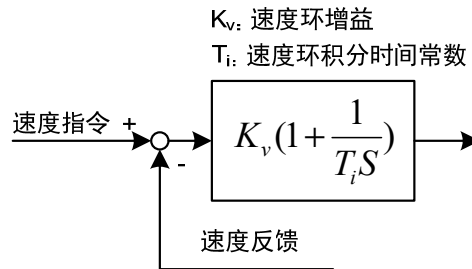 Kv：速度环增益
Ti：速度环积分时间常数
速度指令 +
-
Kv(1+1/(TiS))
速度反馈